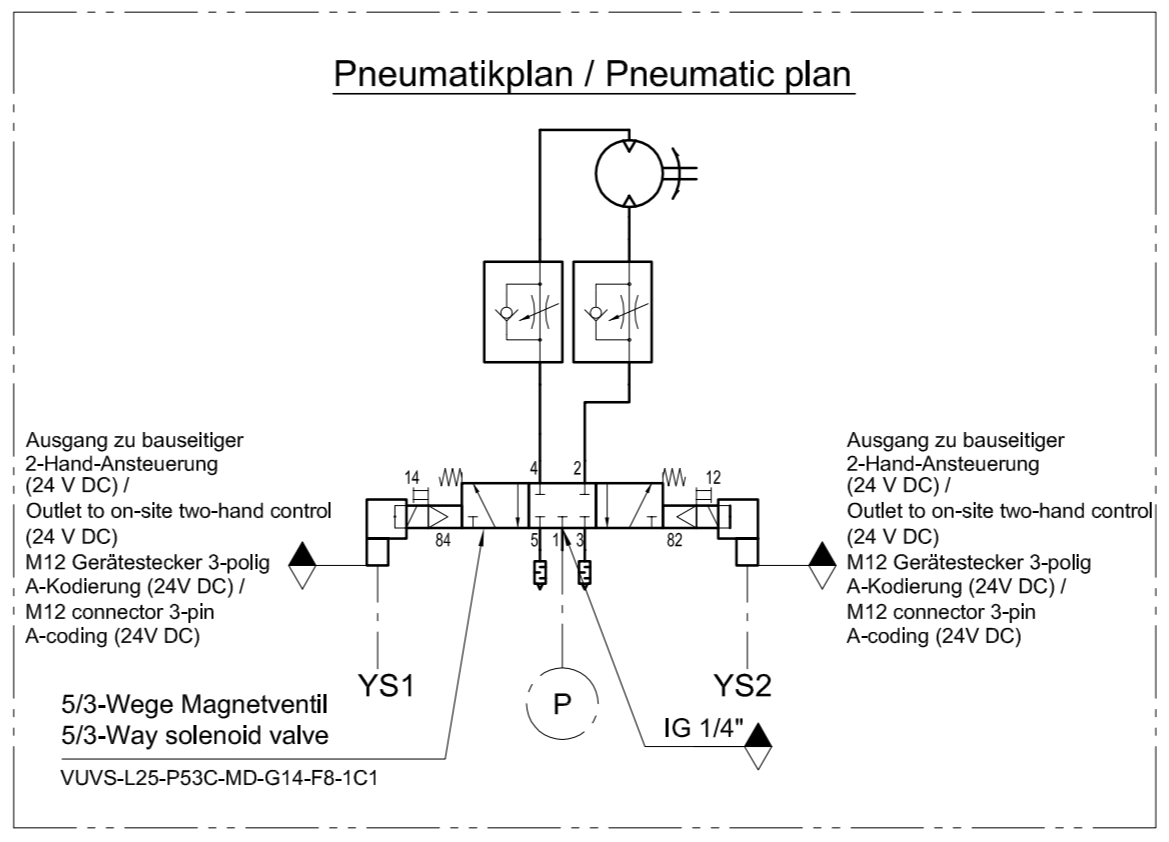 Pneumatikplan / Pneumatic plan
Ausgang zu bauseitiger
2-Hand-Ansteuerung
(24 V DC) /
Outlet to on-site two-hand control
(24 V DC)
M12 Gerätestecker 3-polig
A-Kodierung (24V DC) /
M12 connector 3-pin
A-coding (24V DC)
14
4
2
12
84
5
1
3
82
Ausgang zu bauseitiger
2-Hand-Ansteuerung
(24 V DC) /
Outlet to on-site two-hand control
(24 V DC)
M12 Gerätestecker 3-polig
A-Kodierung (24V DC) /
M12 connector 3-pin
A-coding (24V DC)
YS1
P
YS2
IG 1/4"
5/3-Wege Magnetventil
5/3-Way solenoid valve
VUVS-L25-P53C-MD-G14-F8-1C1